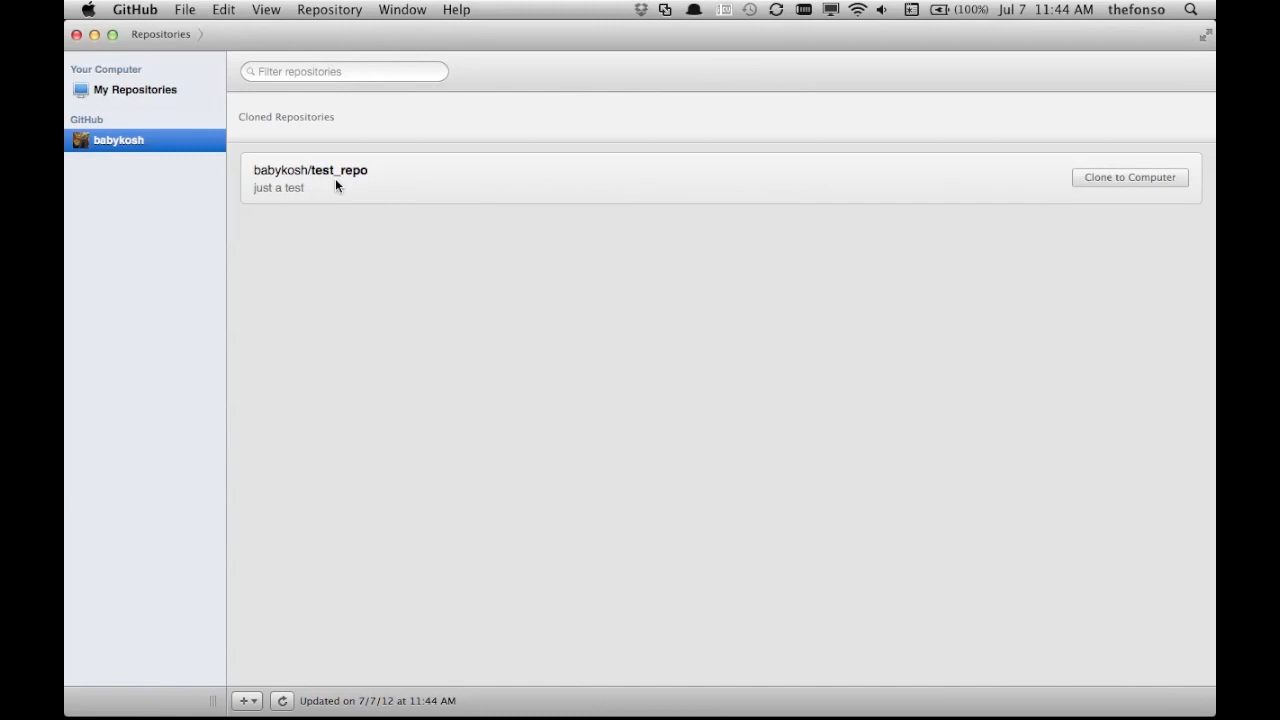 GitHub File Edit View Repository Window Help (100%) Jul 7 11:44 AM thefonso
Repositories
Your Computer
My Repositories
GitHub
babykosh
Filter repositories
Cloned Repositories
babykosh/test_repo
just a test
Clone to Computer
Updated on 7/7/12 at 11:44 AM